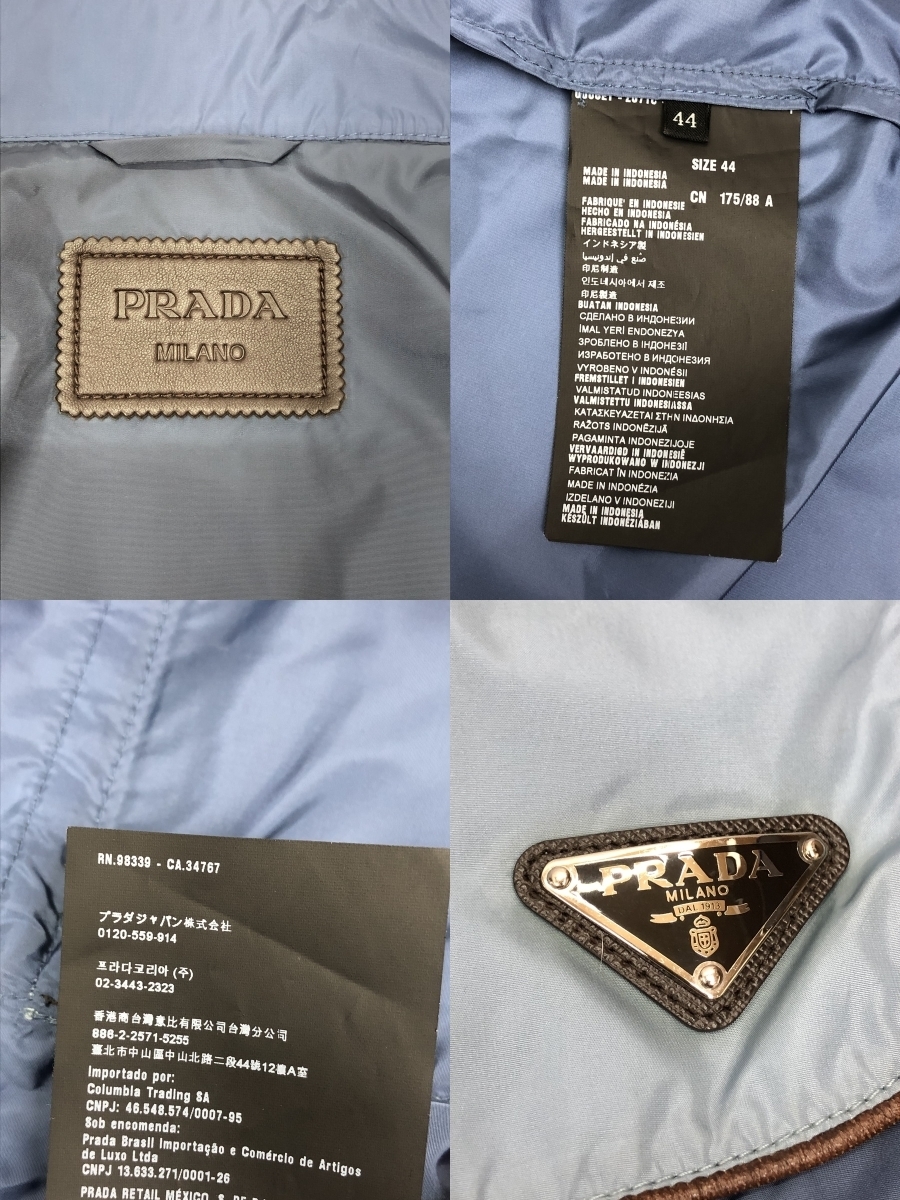 PRADA
MILANO
44
SIZE 44
MADE IN INDONESIA
MADE IN INDONESIA
CN 175/88 A
FABRIQUE' EN INDONESIE
HECHO EN INDONESIA
FABRICADO NA INDONÉSIA
HERGEESTELLT IN INDONESIEN
インドネシア製
صنع في إندونيسيا
印尼制造
인도네시아에서 제조
印尼製造
BUATAN INDONESIA
СДЕЛАНО В ИНДОНЕЗИИ
İMAL YERİ ENDONEZYA
ЗРОБЛЕНО В ІНДОНЕЗІЇ
ИЗРАБОТЕНО В ИНДОНЕЗИЯ
VYROBENO V INDONÉSII
FREMSTILLET I INDONESIEN
VALMISTATUD INDONEESIAS
VALMISTETTU INDONESIASSA
ΚΑΤΑΣΚΕΥΑΖΕΤΑΙ ΣΤΗΝ ΙΝΔΟΝΗΣΙΑ
RAŽOTS INDONĒZIJĀ
PAGAMINTA INDONEZIJOJE
VERVAARDIGD IN INDONESIË
WYPRODUKOWANO W INDONEZJI
FABRICAT ÎN INDONEZIA
MADE IN INDONÉZIA
IZDELANO V INDONEZIJI
MADE IN INDONESIA
KÉSZÜLT INDONÉZIÁBAN
RN.98339 - CA.34767
プラダジャパン株式会社
0120-559-914
프라다코리아 (주)
02-3443-2323
香港商台灣意比有限公司台灣分公司
886-2-2571-5255
臺北市中山區中山北路二段44號12樓A室
Importado por:
Columbia Trading SA
CNPJ: 46.548.574/0007-95
Sob encomenda:
Prada Brasil Importação e Comércio de Artigos
de Luxo Ltda
CNPJ 13.633.271/0001-26
PRADA RETAIL MÉXICO, S. DE
PRADA
MILANO
DAL 1913